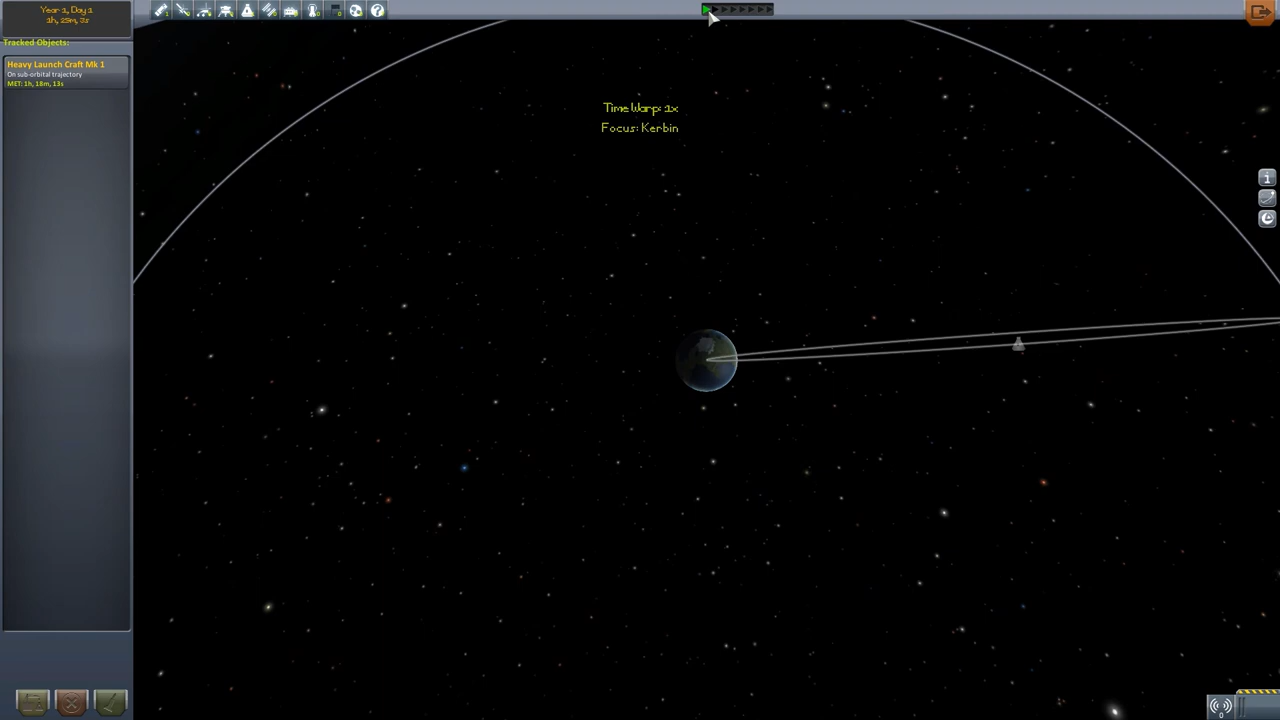 Year 1, Day 1
1h, 25m, 3s
Tracked Objects:
Heavy Launch Craft Mk 1
On sub-orbital trajectory
MET: 1h, 18m, 13s
Time Warp: 1x
Focus: Kerbin